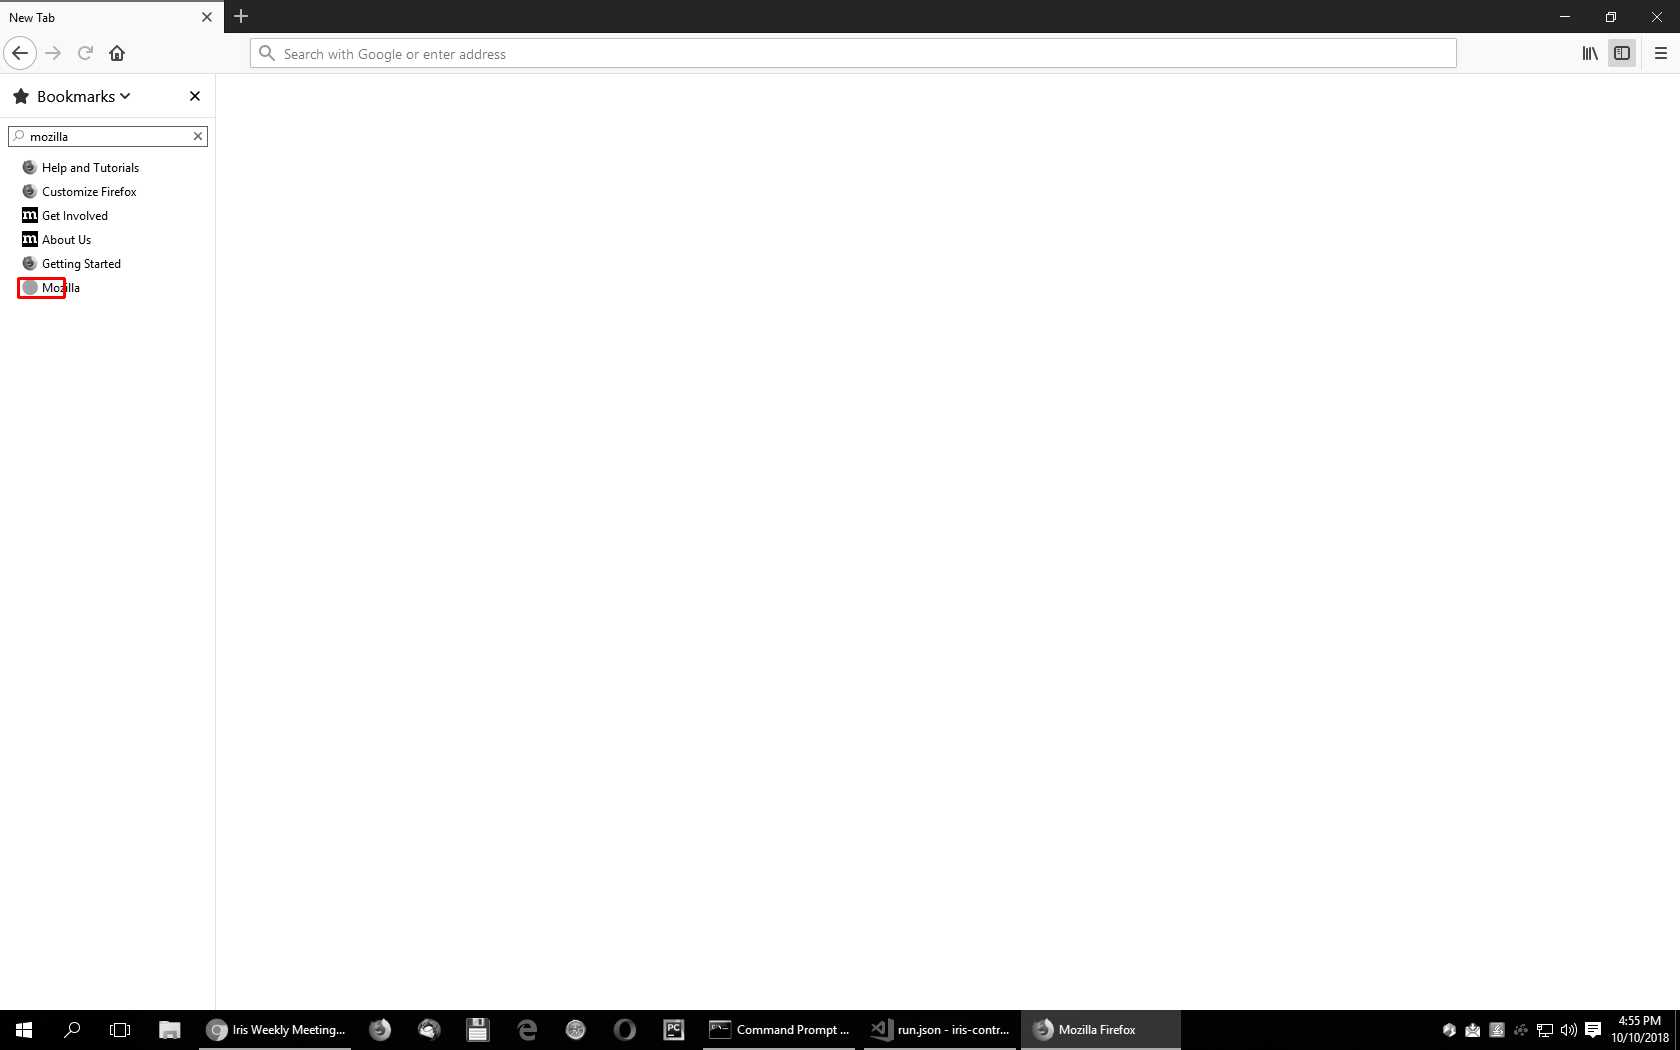 New Tab
Search with Google or enter address
Bookmarks
mozilla
Help and Tutorials
Customize Firefox
m Get Involved
m About Us
Getting Started
Mozilla
Iris Weekly Meeting...
PC
Command Prompt ...
run.json - iris-contr...
Mozilla Firefox
4:55 PM
10/10/2018